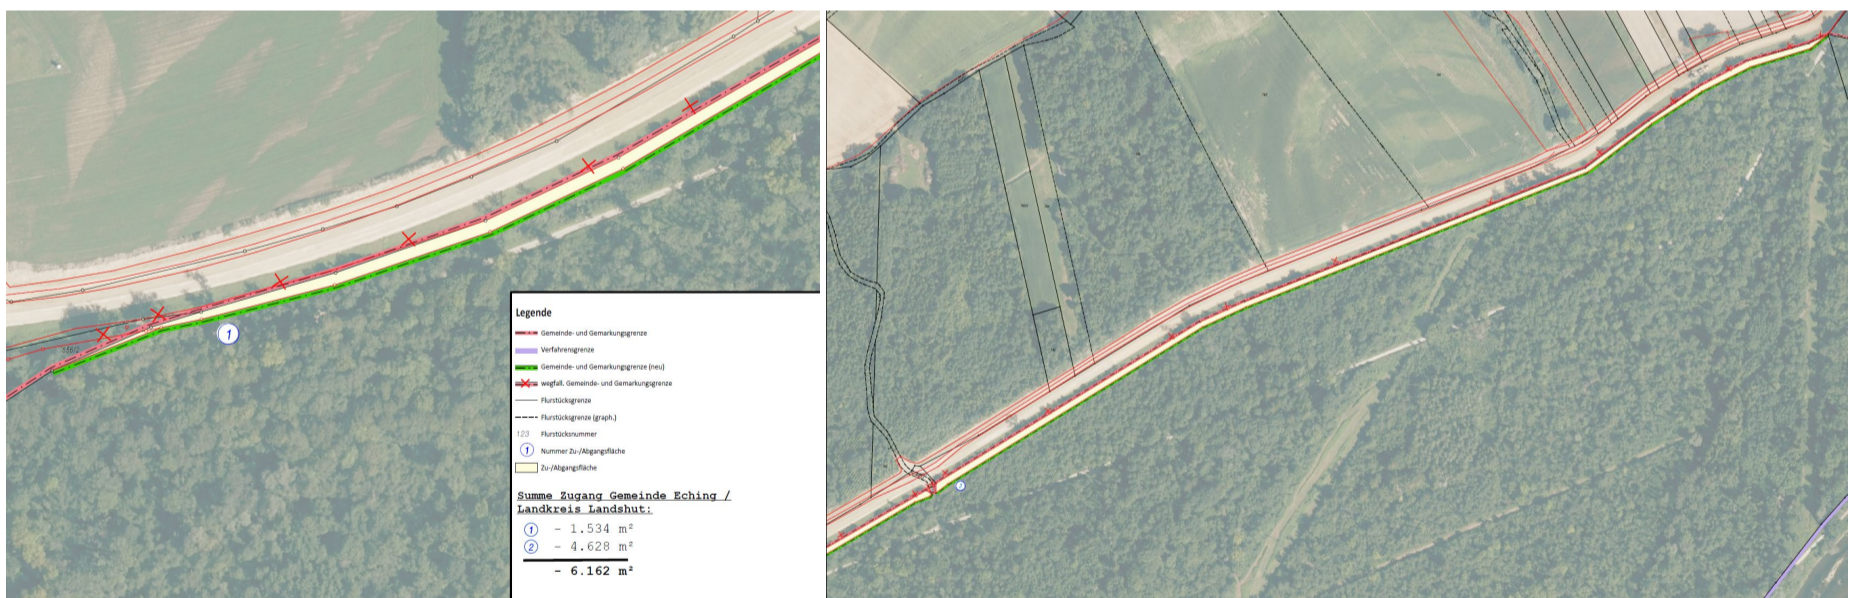 1
Legende
Gemeinde- und Gemarkungsgrenze
Verfahrensgrenze
Gemeinde- und Gemarkungsgrenze (neu)
wegfall. Gemeinde- und Gemarkungsgrenze
Flurstücksgrenze
Flurstücksgrenze (graph.)
123 Flurstücksnummer
1 Nummer Zu-/Abgangsfläche
Zu-/Abgangsfläche
Summe Zugang Gemeinde Eching /
Landkreis Landshut:
1 - 1.534 m²
2 - 4.628 m²
- 6.162 m²
2